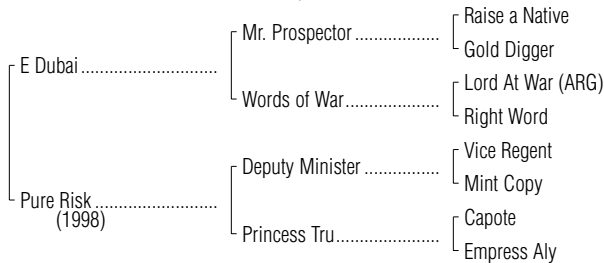 Raise a Native
Mr. Prospector ..................
Gold Digger
E Dubai ............................
Lord At War (ARG)
Words of War....................
Right Word
Vice Regent
Deputy Minister ................
Mint Copy
Pure Risk .........................
(1998)
Capote
Princess Tru......................
Empress Aly